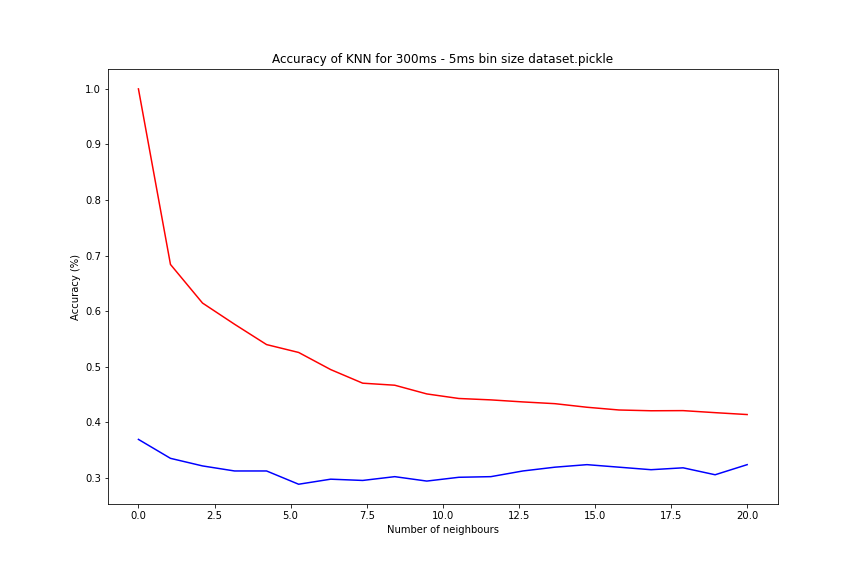 Accuracy of KNN for 300ms - 5ms bin size dataset.pickle
1.0
0.9
0.8
0.7
0.6
0.5
0.4
0.3
Accuracy (%)
0.0 2.5 5.0 7.5 10.0 12.5 15.0 17.5 20.0
Number of neighbours